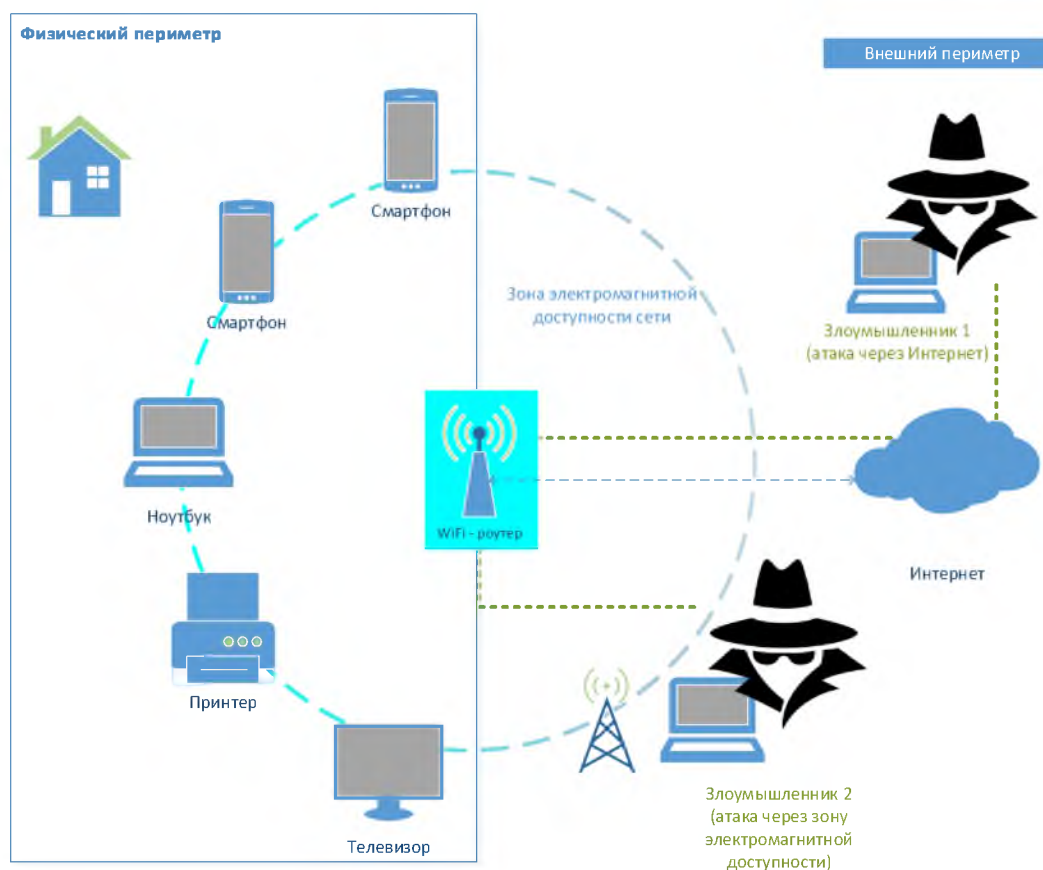 Физический периметр
Внешний периметр
Смартфон
Смартфон
Зона электромагнитной
доступности сети
Злоумышленник 1
(атака через Интернет)
Ноутбук
WiFi - роутер
Интернет
Принтер
Телевизор
Злоумышленник 2
(атака через зону
электромагнитной
доступности)